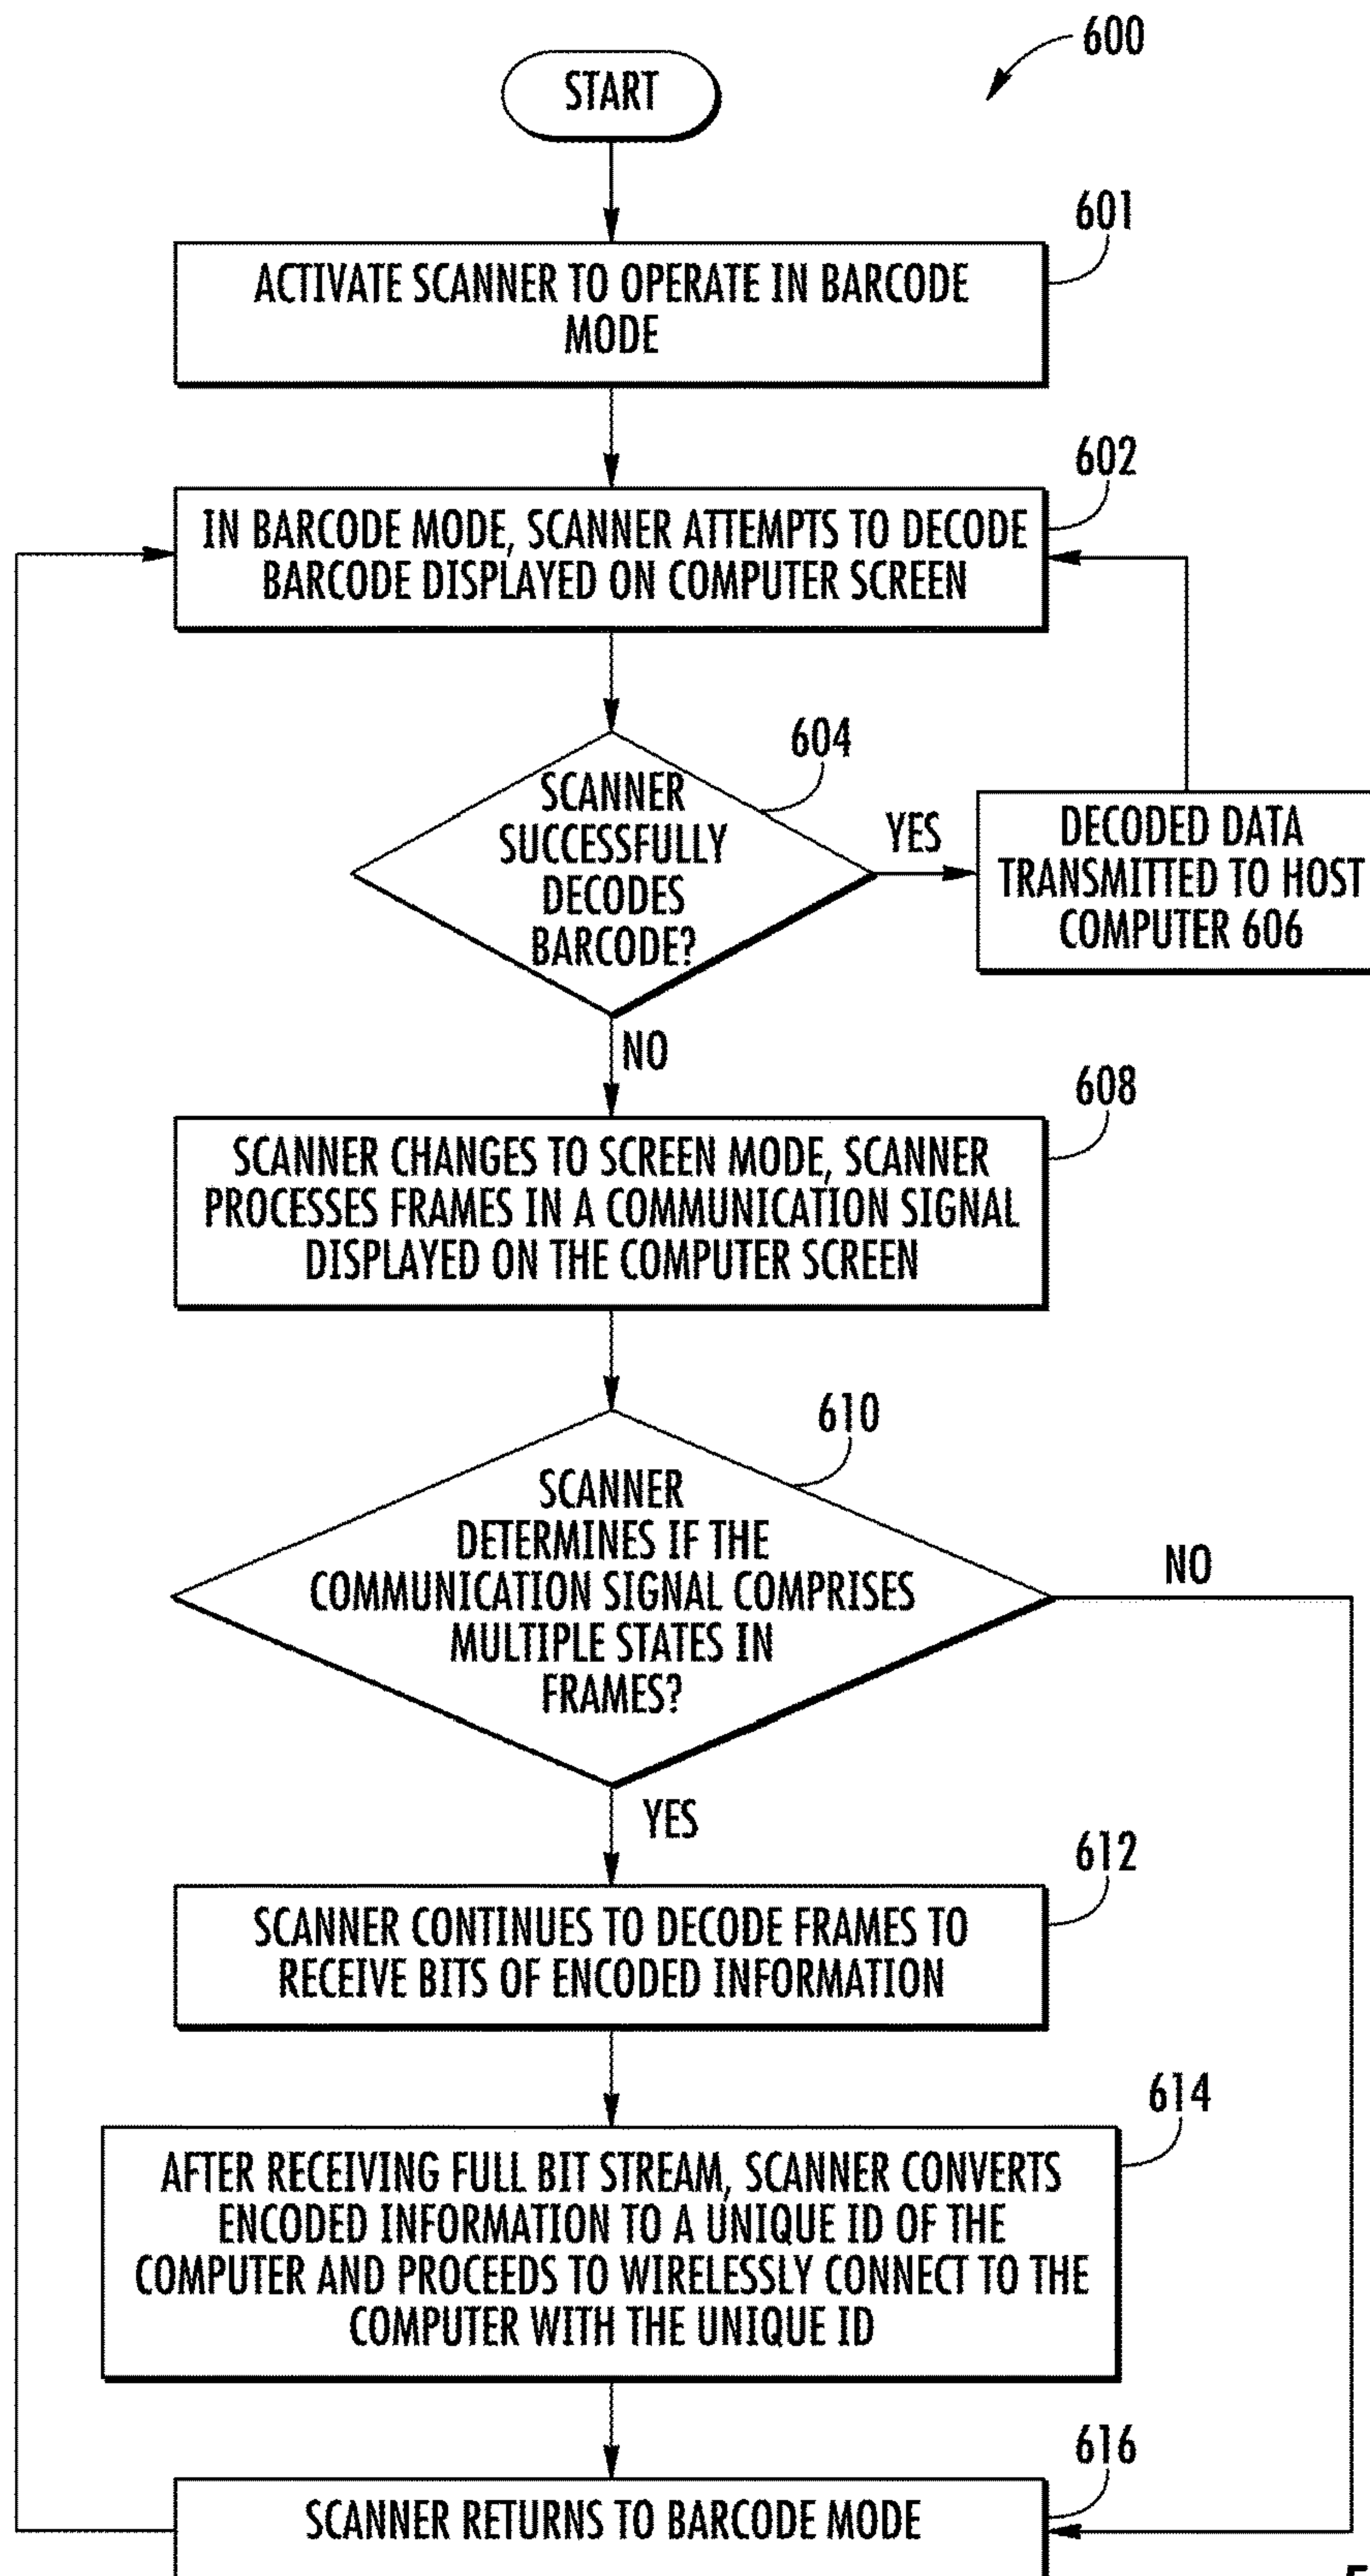 600
START
601
ACTIVATE SCANNER TO OPERATE IN BARCODE
MODE
602
IN BARCODE MODE, SCANNER ATTEMPTS TO DECODE
BARCODE DISPLAYED ON COMPUTER SCREEN
604
SCANNER
SUCCESSFULLY
DECODES
BARCODE?
YES
DECODED DATA
TRANSMITTED TO HOST
COMPUTER 606
NO
608
SCANNER CHANGES TO SCREEN MODE, SCANNER
PROCESSES FRAMES IN A COMMUNICATION SIGNAL
DISPLAYED ON THE COMPUTER SCREEN
610
SCANNER
DETERMINES IF THE
COMMUNICATION SIGNAL COMPRISES
MULTIPLE STATES IN
FRAMES?
NO
YES
612
SCANNER CONTINUES TO DECODE FRAMES TO
RECEIVE BITS OF ENCODED INFORMATION
614
AFTER RECEIVING FULL BIT STREAM, SCANNER CONVERTS
ENCODED INFORMATION TO A UNIQUE ID OF THE
COMPUTER AND PROCEEDS TO WIRELESSLY CONNECT TO THE
COMPUTER WITH THE UNIQUE ID
616
SCANNER RETURNS TO BARCODE MODE